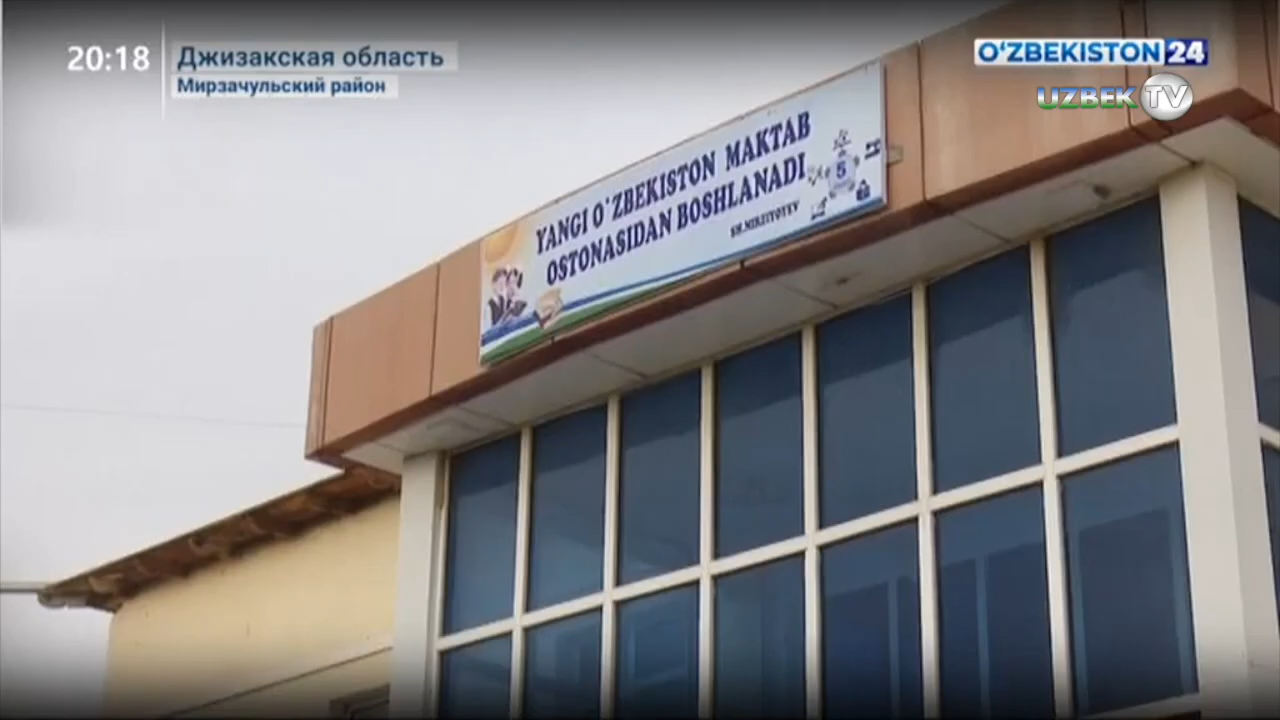 20:18
Джизакская область
Мирзачульский район
O'ZBEKISTON 24
UZBEK TV
YANGI O'ZBEKISTON MAKTAB
OSTONASIDAN BOSHLANADI
SH.MIRZIYOYEV
5